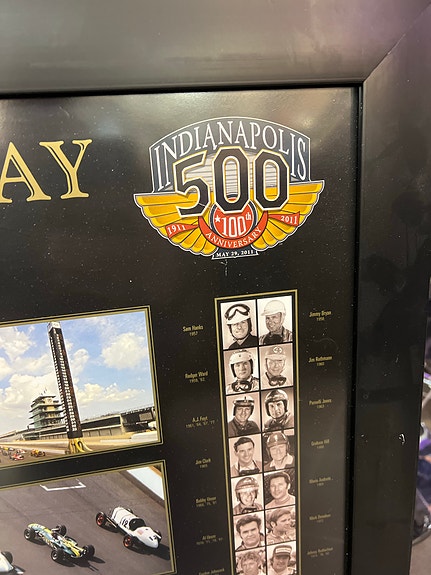 AY
INDIANAPOLIS
500
1911
100th
2011
ANNIVERSARY
MAY 29, 2011
Sam Hanks
1957
Jimmy Bryan
1958
Rodger Ward
1959, '62
Jim Rathmann
1960
A.J. Foyt
1961, '64, '67, '77
Parnelli Jones
1963
Jim Clark
1965
Graham Hill
1966
Bobby Unser
1968, '75, '81
Mario Andretti
1969
Al Unser
Mark Donohue
Gordon Johncock
Johnny Rutherford